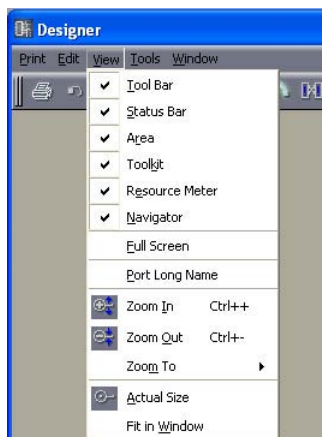 Designer
Print Edit View Tools Window
Tool Bar
Status Bar
Area
Toolkit
Resource Meter
Navigator
Full Screen
Port Long Name
Zoom In Ctrl++
Zoom Out Ctrl+-
Zoom To
Actual Size
Fit in Window